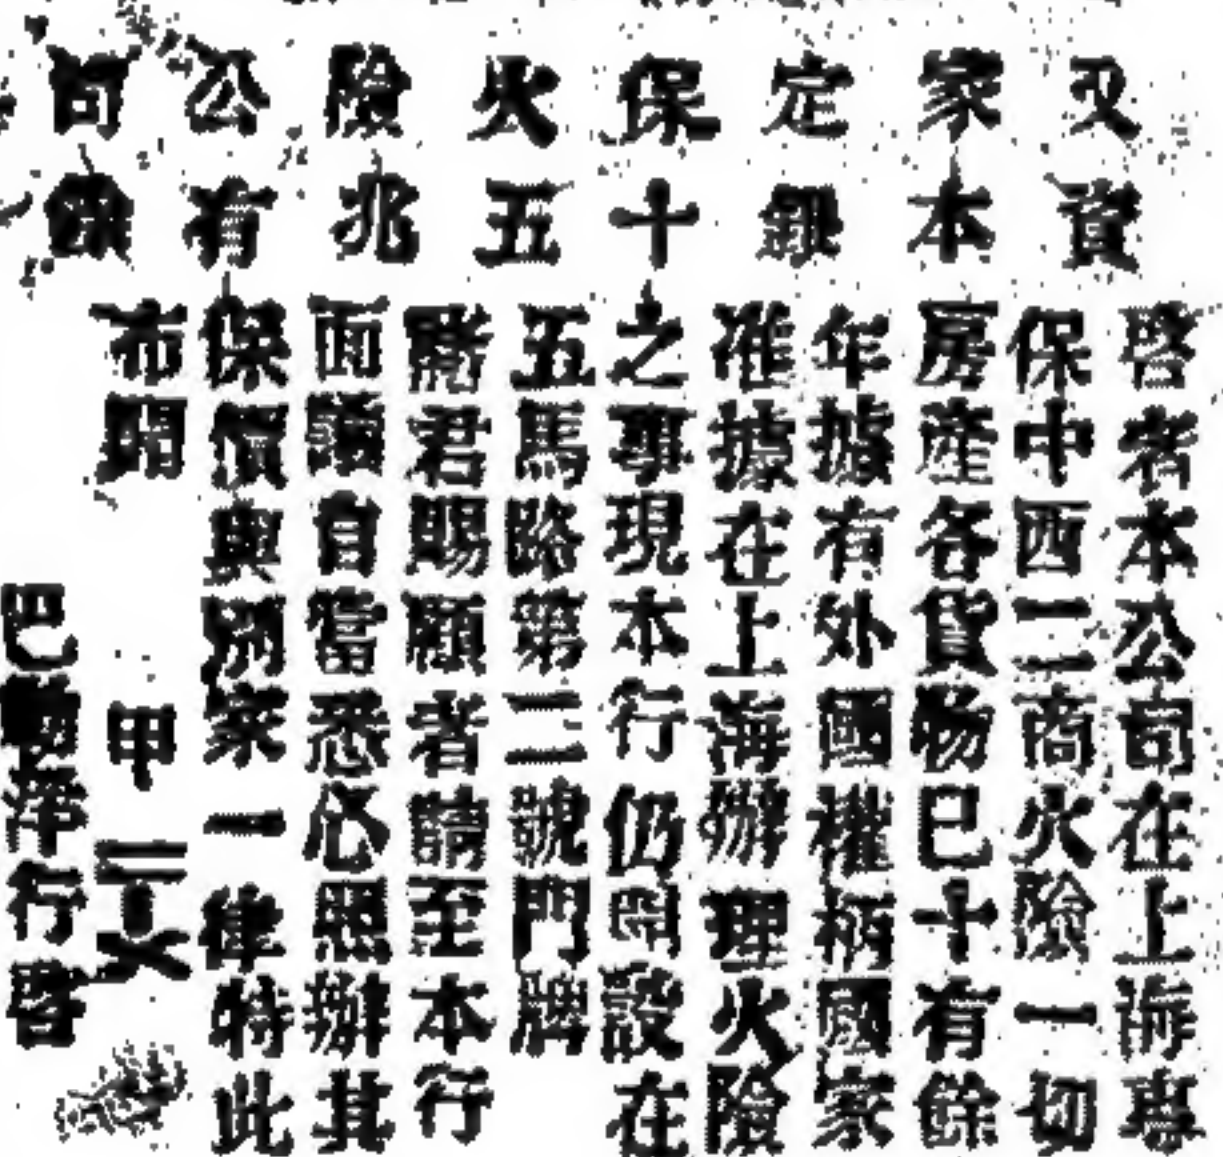 又家定保火險公司
資本銀十五兆有餘
啓者本公司在上海專
保中西二商火險一切
房產各貨物已十有餘
年據有外國權柄國家
准據在上海辦理火險
之事現本行仍開設在
五馬路第二號門牌
君賜顧者請至本行
面議自當悉必照辦其
保價與別家一律特此
布聞
甲
巴勒澤行啓